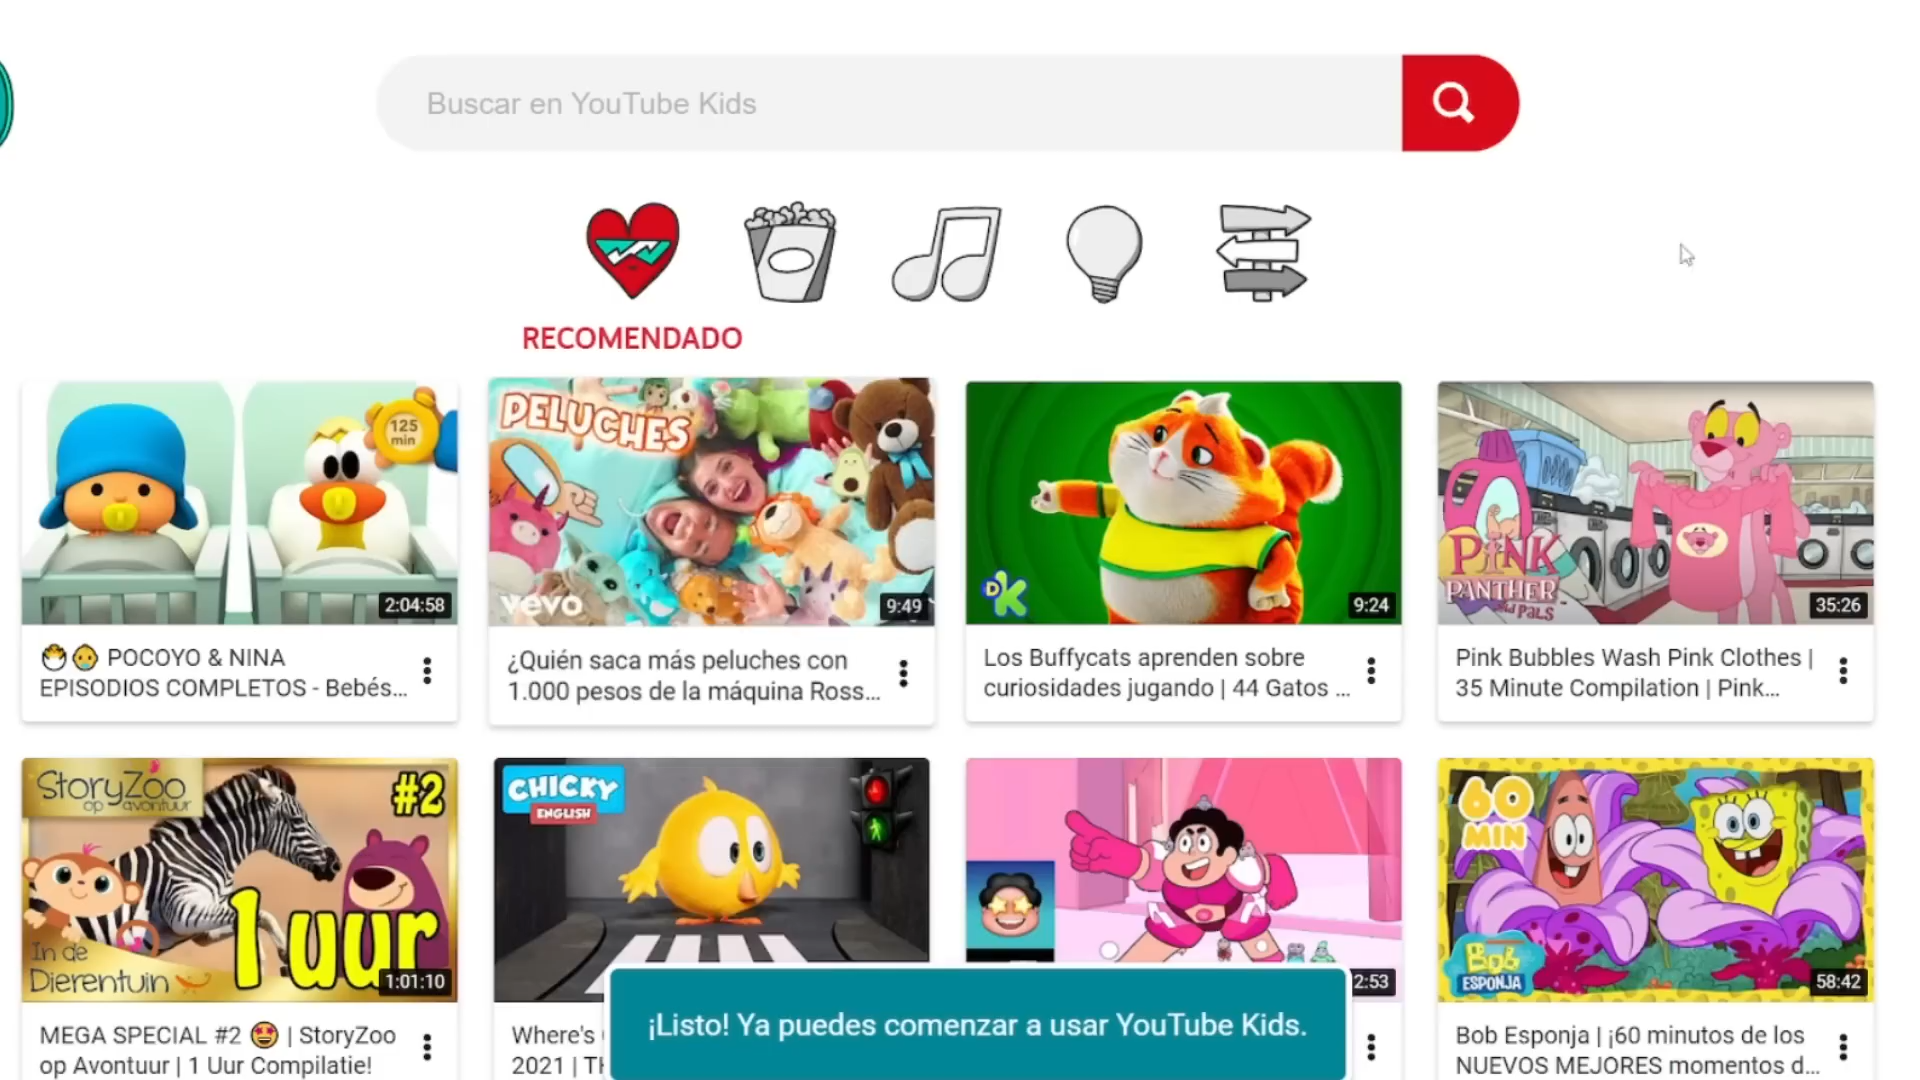 Buscar en YouTube Kids
RECOMENDADO
125
min
2:04:58
PELUCHES
vevo
9:49
DK
9:24
PINK
PANTHER
and PALS
35:26
POCOYO & NINA
EPISODIOS COMPLETOS - Bebés...
¿Quién saca más peluches con
1.000 pesos de la máquina Ross...
Los Buffycats aprenden sobre
curiosidades jugando | 44 Gatos ...
Pink Bubbles Wash Pink Clothes |
35 Minute Compilation | Pink...
StoryZoo
op avontuur
#2
1 uur
In de
Dierentuin
1:01:10
CHICKY
ENGLISH
2:53
60
MIN
BOB
ESPONJA
58:42
MEGA SPECIAL #2 🤩 | StoryZoo
op Avontuur | 1 Uur Compilatie!
Where's
2021 |
¡Listo! Ya puedes comenzar a usar YouTube Kids.
Bob Esponja | ¡60 minutos de los
NUEVOS MEJORES momentos d...